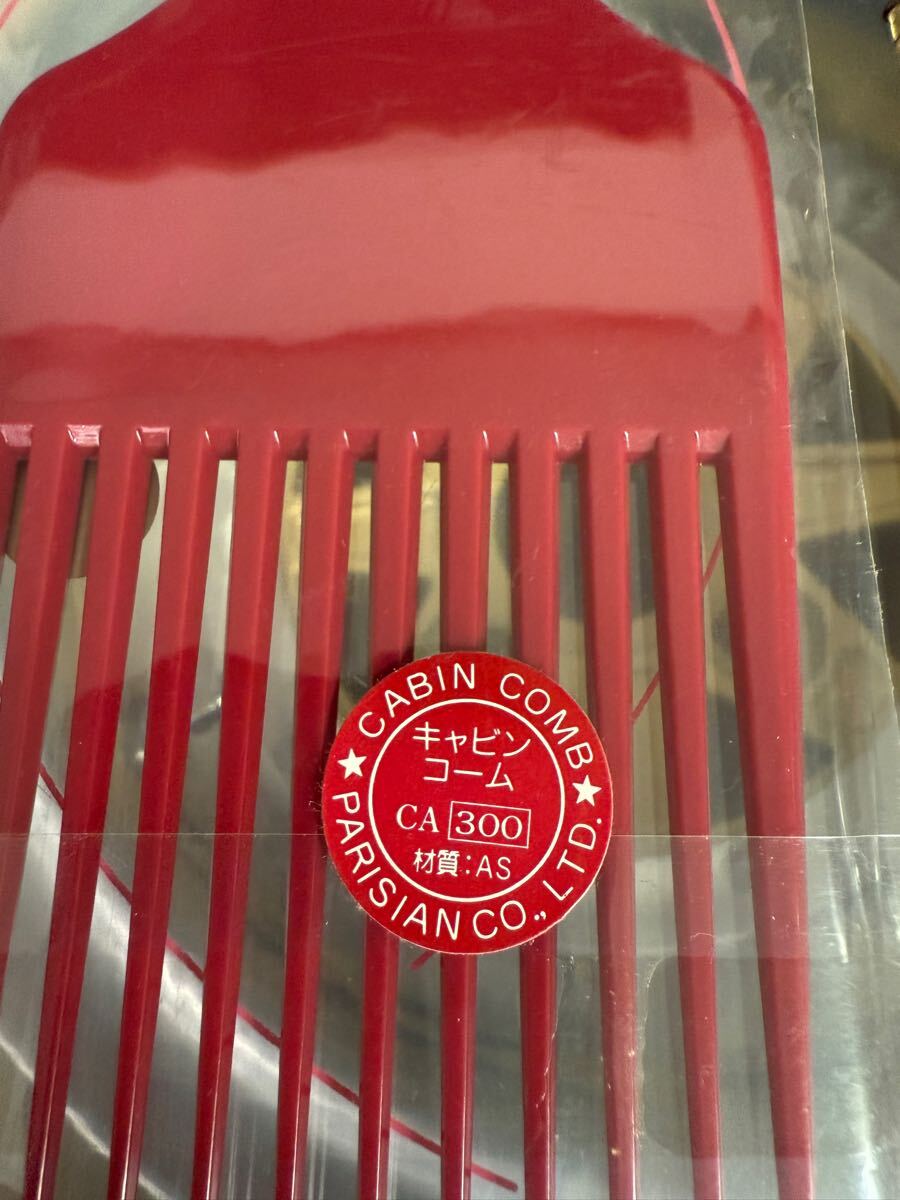 ★ CABIN COMB ★
キャビン
コーム
CA 300
材質:AS
PARISIAN CO., LTD.